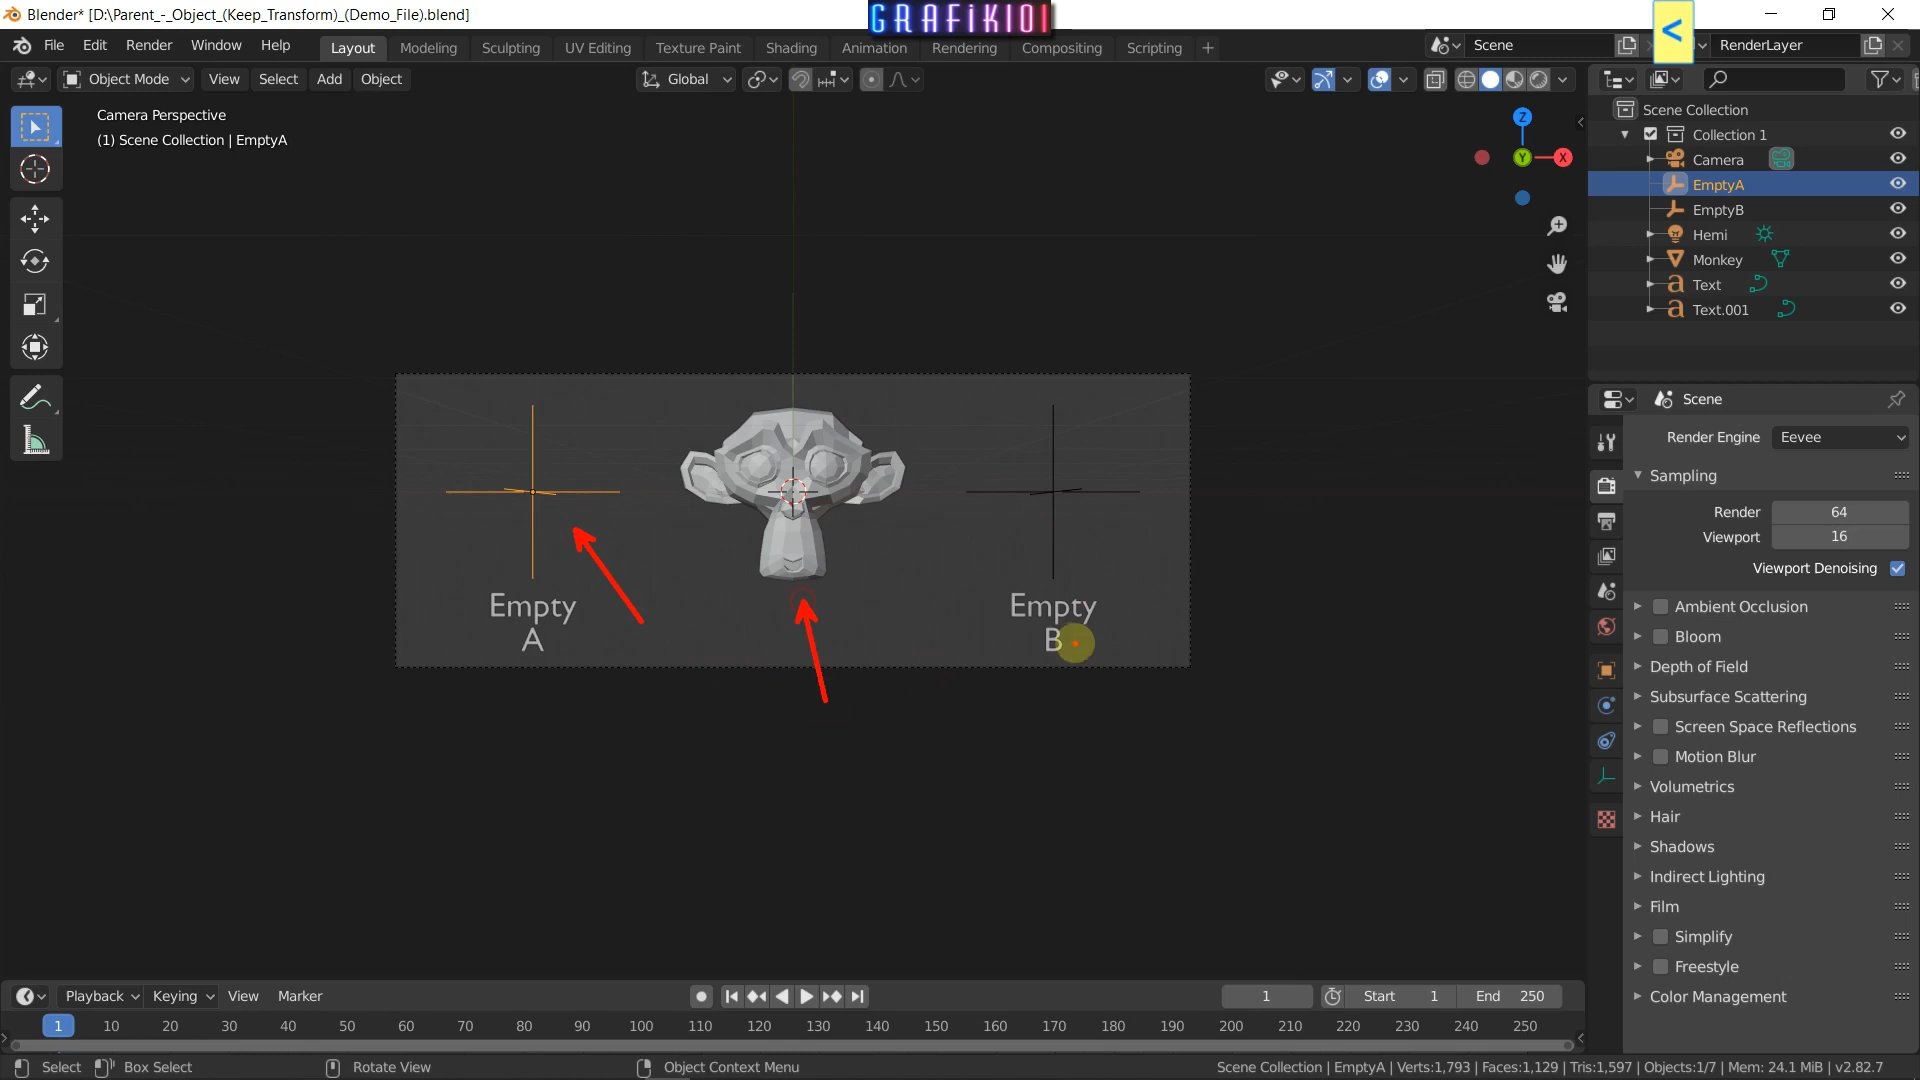 Blender* [D:\Parent_-_Object_(Keep_Transform)_(Demo_File).blend]
GRAFiK101
<
File Edit Render Window Help
Layout Modeling Sculpting UV Editing Texture Paint Shading Animation Rendering Compositing Scripting +
Scene
RenderLayer
Object Mode View Select Add Object
Global
Camera Perspective
(1) Scene Collection | EmptyA
Z
Y
X
Scene Collection
Collection 1
Camera
EmptyA
EmptyB
Hemi
Monkey
Text
Text.001
Empty
A
Empty
B
Scene
Render Engine Eevee
Sampling
Render 64
Viewport 16
Viewport Denoising
Ambient Occlusion
Bloom
Depth of Field
Subsurface Scattering
Screen Space Reflections
Motion Blur
Volumetrics
Hair
Shadows
Indirect Lighting
Film
Simplify
Freestyle
Color Management
Playback Keying View Marker
1
Start 1 End 250
1 10 20 30 40 50 60 70 80 90 100 110 120 130 140 150 160 170 180 190 200 210 220 230 240 250
Select Box Select Rotate View Object Context Menu
Scene Collection | EmptyA | Verts:1,793 | Faces:1,129 | Tris:1,597 | Objects:1/7 | Mem: 24.1 MiB | v2.82.7